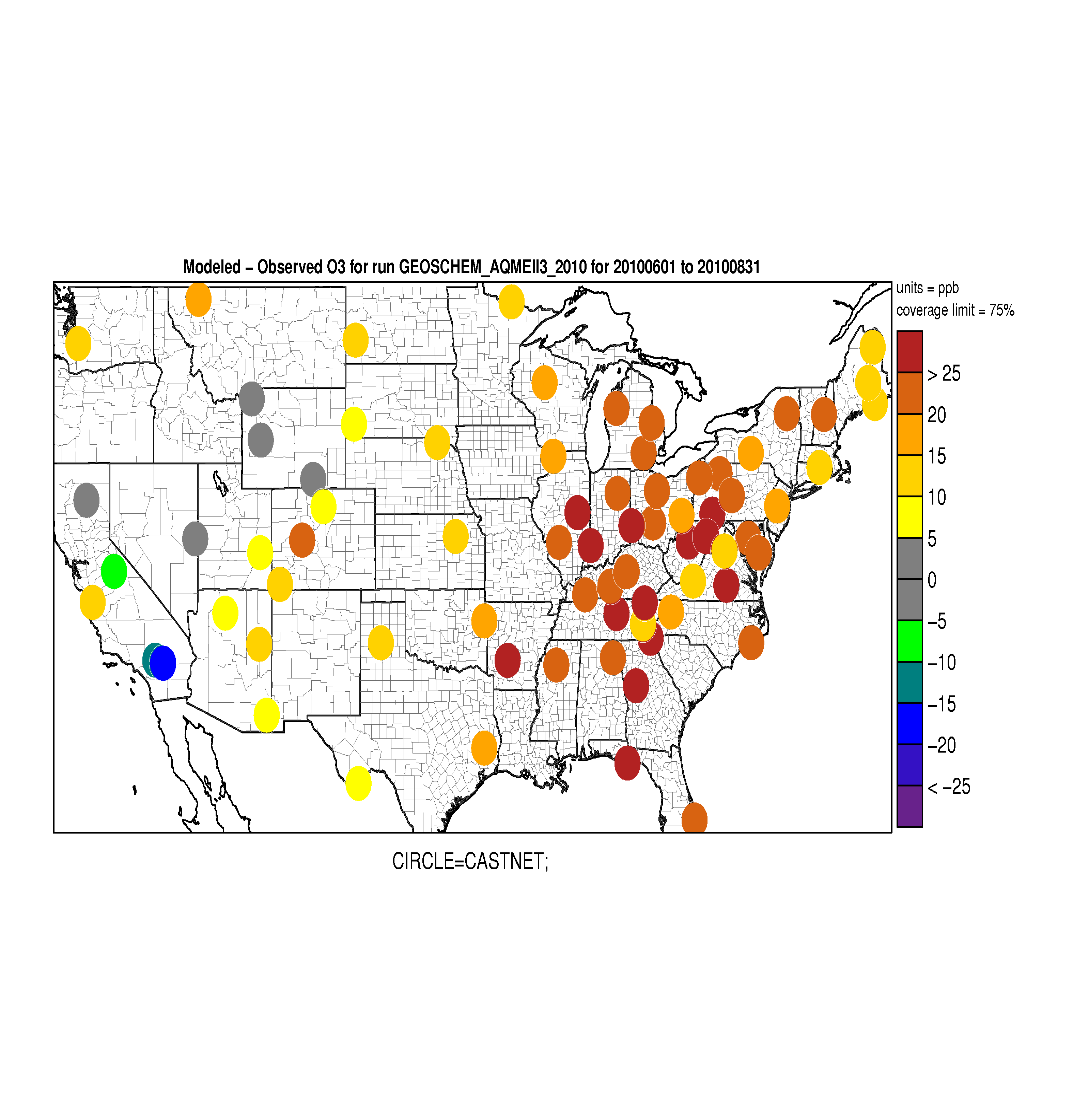 Modeled − Observed O3 for run GEOSCHEM_AQMEII3_2010 for 20100601 to 20100831
units = ppb
coverage limit = 75%
> 25
20
15
10
5
0
−5
−10
−15
−20
< −25
CIRCLE=CASTNET;